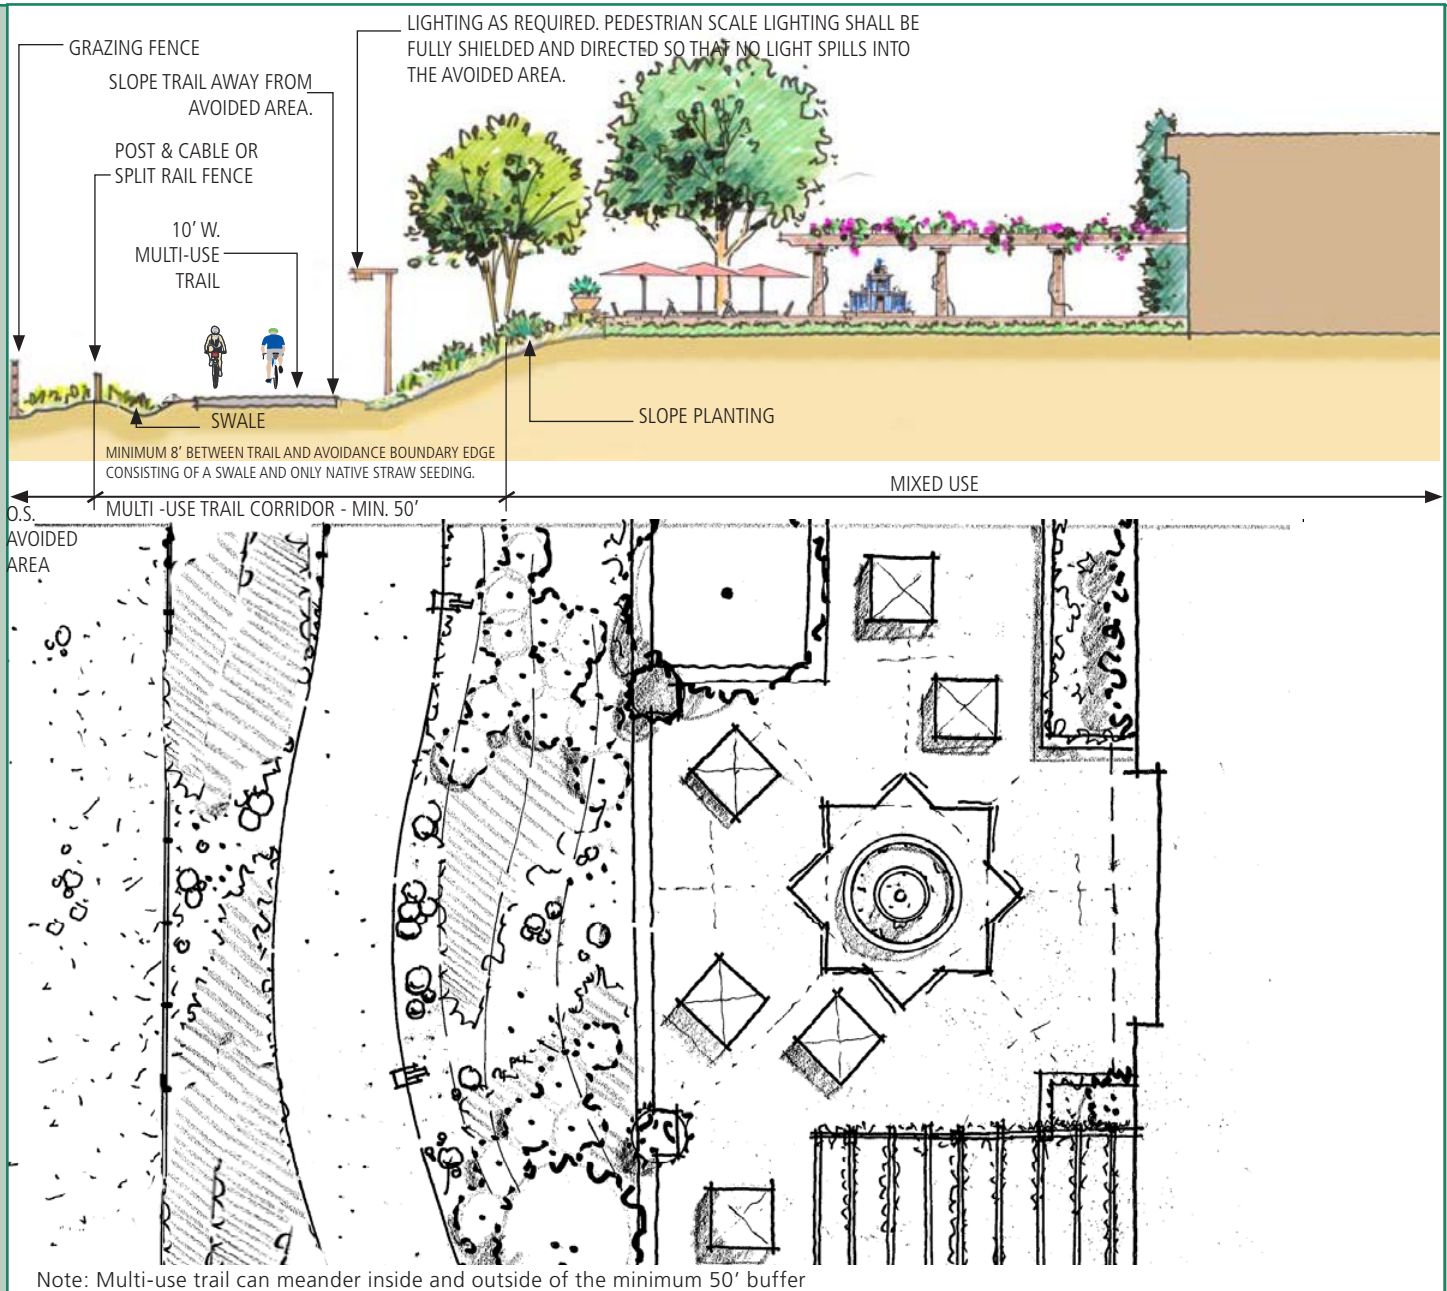 LIGHTING AS REQUIRED. PEDESTRIAN SCALE LIGHTING SHALL BE
FULLY SHIELDED AND DIRECTED SO THAT NO LIGHT SPILLS INTO
THE AVOIDED AREA.
GRAZING FENCE
SLOPE TRAIL AWAY FROM
AVOIDED AREA.
POST & CABLE OR
SPLIT RAIL FENCE
10' W.
MULTI-USE
TRAIL
SWALE
SLOPE PLANTING
MINIMUM 8' BETWEEN TRAIL AND AVOIDANCE BOUNDARY EDGE
CONSISTING OF A SWALE AND ONLY NATIVE STRAW SEEDING.
MIXED USE
MULTI -USE TRAIL CORRIDOR - MIN. 50'
O.S.
AVOIDED
AREA
Note: Multi-use trail can meander inside and outside of the minimum 50' buffer